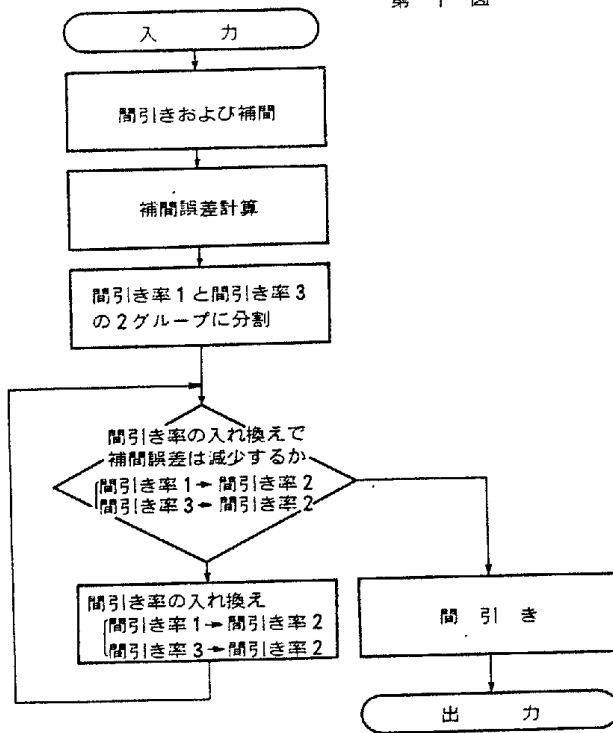 第 1 図
入 力
間引きおよび補間
補間誤差計算
間引き率1と間引き率3
の2グループに分割
間引き率の入れ換えで
補間誤差は減少するか
間引き率1→間引き率2
間引き率3→間引き率2
間引き率の入れ換え
間引き率1→間引き率2
間引き率3→間引き率2
間 引 き
出 力